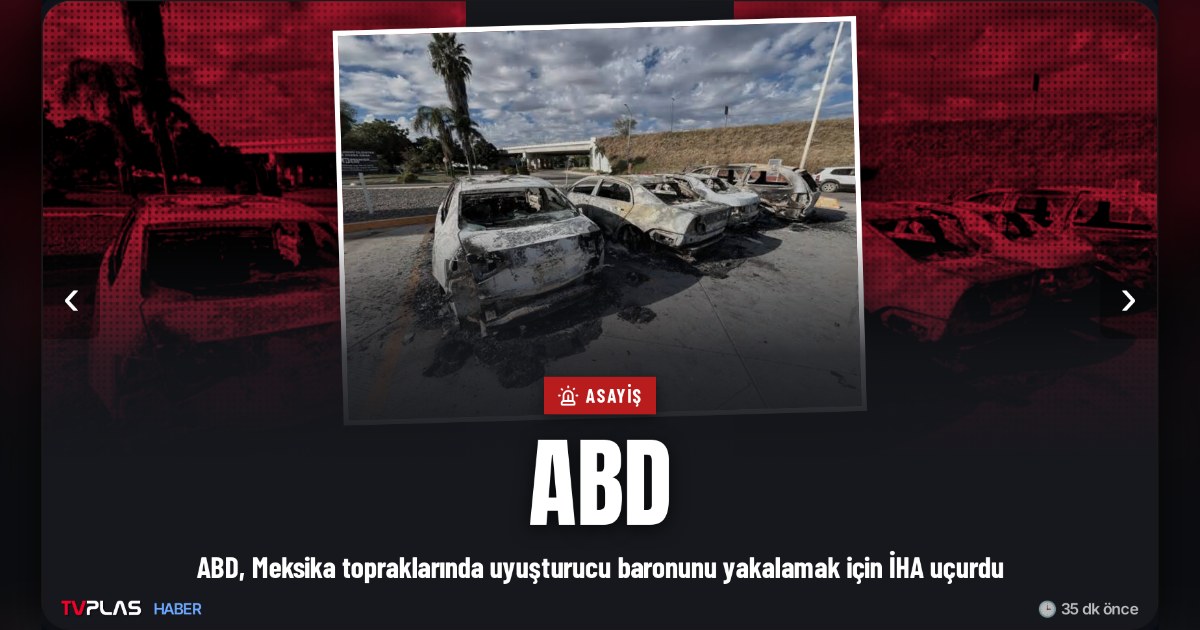 ASAYİŞ
ABD
ABD, Meksika topraklarında uyuşturucu baronunu yakalamak için İHA uçurdu
TVPLAS HABER
35 dk önce